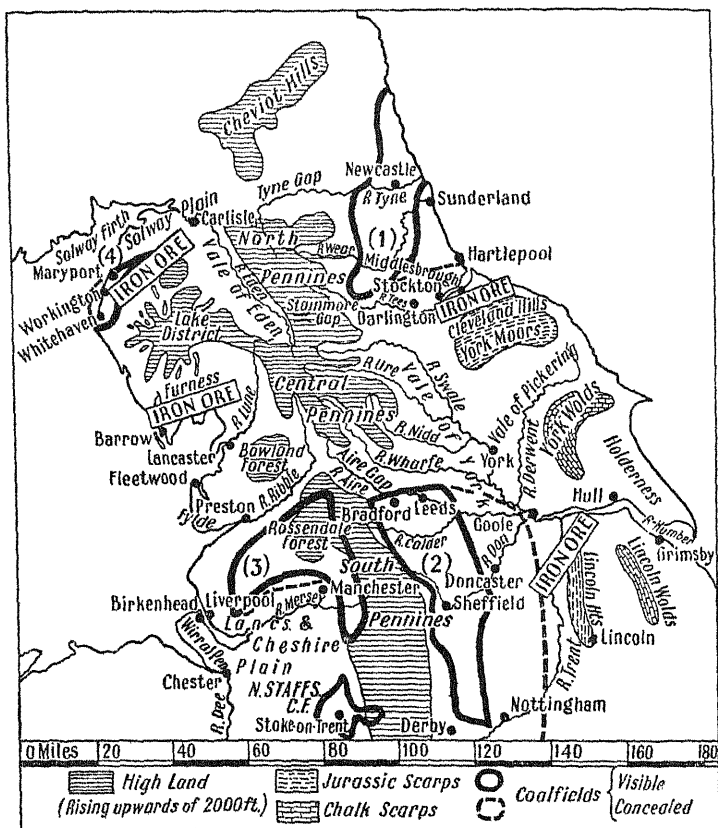 Cheviot Hills
Tyne Gap
Newcastle
R. Tyne
Sunderland
Solway Firth
Solway
Plain
Carlisle
North
Pennines
R. Wear
(1)
Hartlepool
(4)
Maryport
IRON ORE
Workington
Whitehaven
Vale of Eden
R. Eden
Stainmore
Gap
Middlesbrough
Stockton
R. Tees
Darlington
IRON ORE
Cleveland Hills
York Moors
Lake
District
Furness
IRON ORE
Barrow
R. Lune
Lancaster
Fleetwood
Fylde
Preston
R. Ribble
Bowland
Forest
Central
Pennines
R. Ure
R. Swale
Vale of York
R. Nidd
R. Wharfe
Aire Gap
R. Aire
York
Vale of Pickering
R. Derwent
York Wolds
Holderness
Hull
R. Humber
Grimsby
Bradford
Leeds
Goole
R. Calder
R. Don
IRON ORE
Rossendale
Forest
South
Pennines
(3)
(2)
Doncaster
Sheffield
Lincoln Hts
Lincoln Wolds
Lincoln
Birkenhead
Liverpool
R. Mersey
Manchester
Wirral Pen.
Lancs. &
Cheshire
Plain
Chester
R. Dee
N. STAFFS.
C.F.
Stoke-on-Trent
Derby
Nottingham
R. Trent
0 Miles 20 40 60 80 100 120 140 160 180
High Land
(Rising upwards of 2000ft.)
Jurassic Scarps
Chalk Scarps
Coalfields
Visible
Concealed